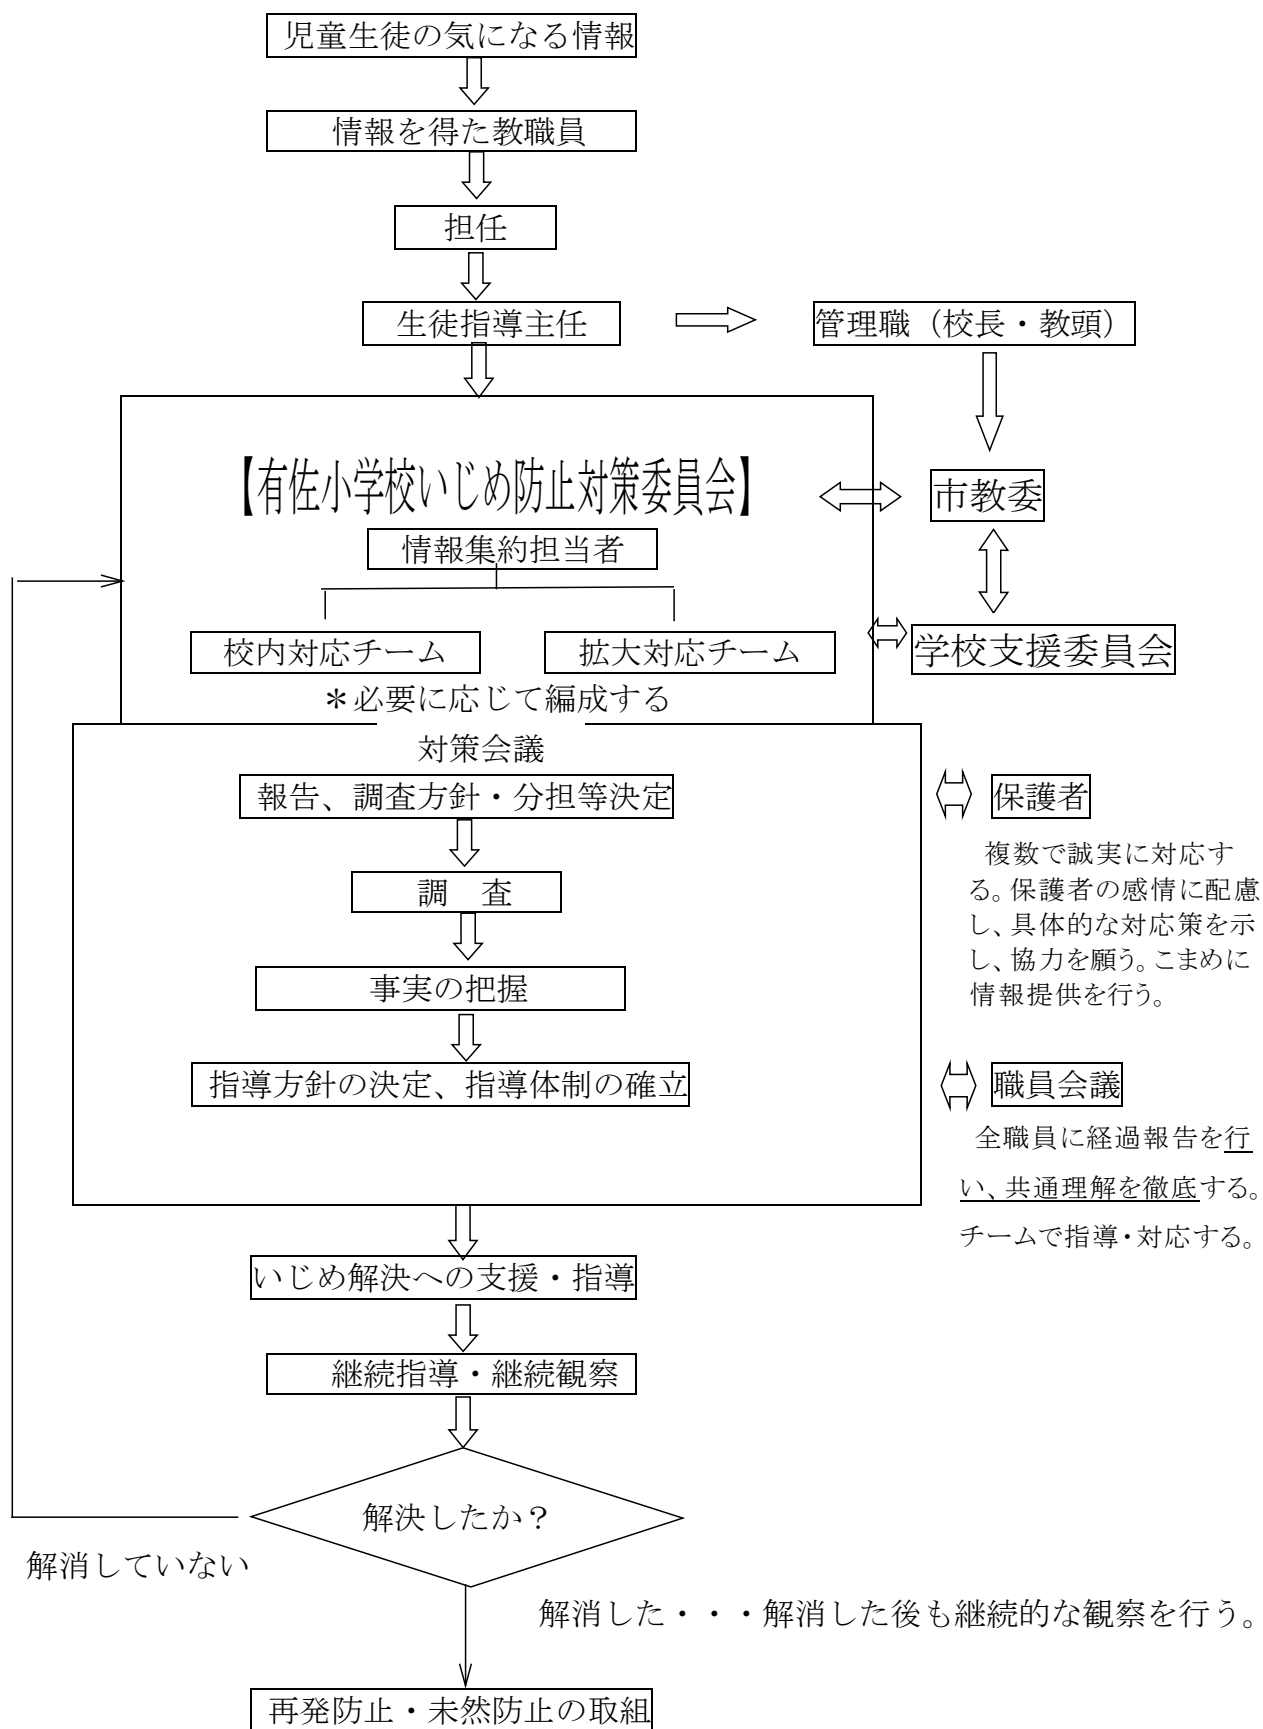 児童生徒の気になる情報
情報を得た教職員
担任
生徒指導主任
管理職（校長・教頭）
【有佐小学校いじめ防止対策委員会】
市教委
情報集約担当者
校内対応チーム
拡大対応チーム
学校支援委員会
＊必要に応じて編成する
対策会議
報告、調査方針・分担等決定
保護者
複数で誠実に対応す
る。保護者の感情に配慮
し、具体的な対応策を示
し、協力を願う。こまめに
情報提供を行う。
調　査
事実の把握
指導方針の決定、指導体制の確立
職員会議
全職員に経過報告を行
い、共通理解を徹底する。
チームで指導・対応する。
いじめ解決への支援・指導
継続指導・継続観察
解決したか？
解消していない
解消した・・・解消した後も継続的な観察を行う。
再発防止・未然防止の取組